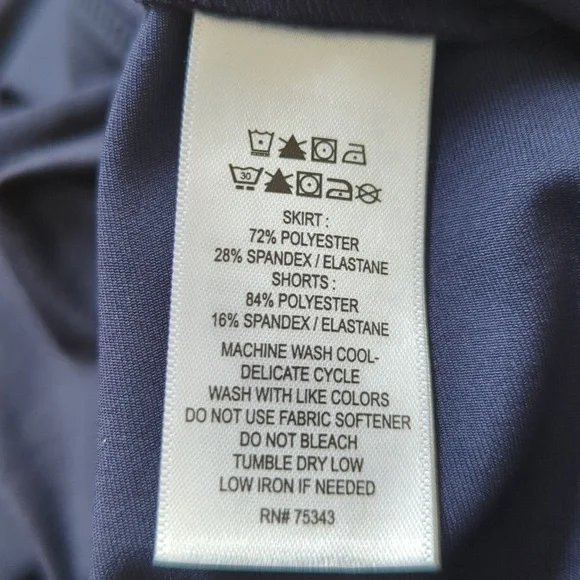 30
SKIRT :
72% POLYESTER
28% SPANDEX / ELASTANE
SHORTS :
84% POLYESTER
16% SPANDEX / ELASTANE
MACHINE WASH COOL-
DELICATE CYCLE
WASH WITH LIKE COLORS
DO NOT USE FABRIC SOFTENER
DO NOT BLEACH
TUMBLE DRY LOW
LOW IRON IF NEEDED
RN# 75343